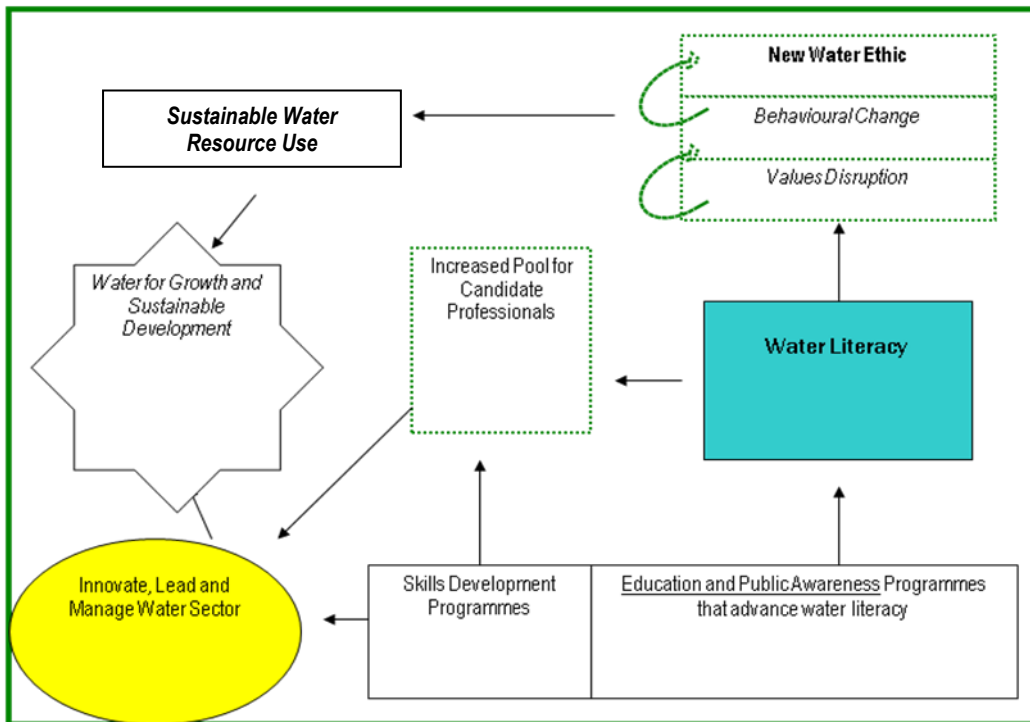 New Water Ethic
Behavioural Change
Values Disruption
Sustainable Water
Resource Use
Water for Growth and
Sustainable
Development
Increased Pool for
Candidate
Professionals
Water Literacy
Innovate, Lead and
Manage Water Sector
Skills Development
Programmes
Education and Public Awareness Programmes
that advance water literacy